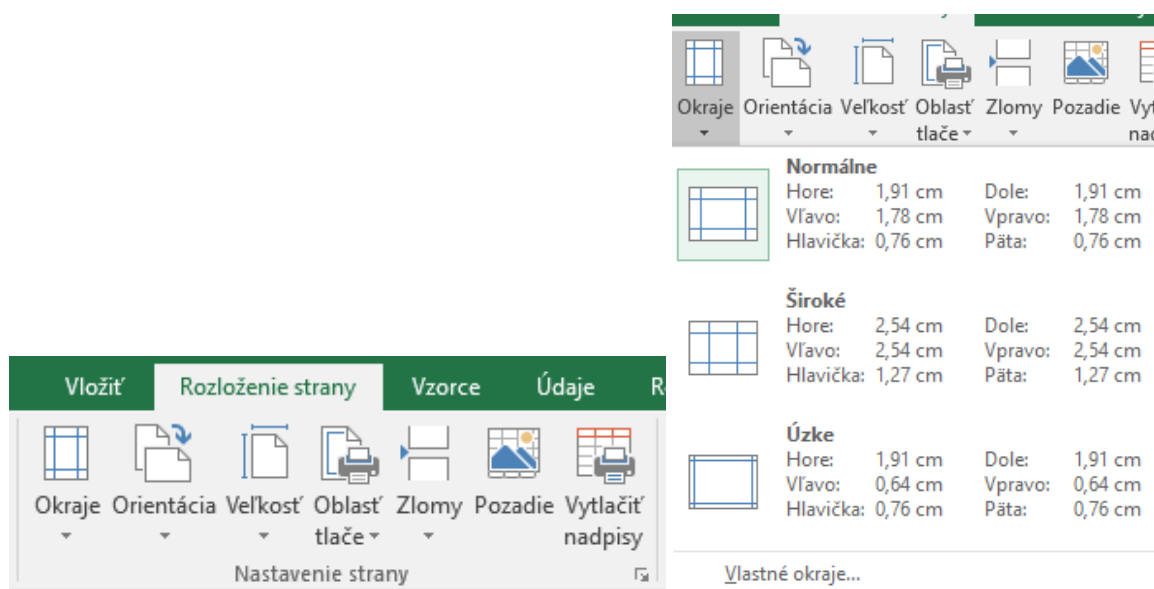 Vložiť Rozloženie strany Vzorce Údaje
Okraje Orientácia Veľkosť Oblasť Zlomy Pozadie Vytlačiť
tlače nadpisy
Nastavenie strany
Okraje Orientácia Veľkosť Oblasť Zlomy Pozadie
tlače
Normálne
Hore: 1,91 cm Dole: 1,91 cm
Vľavo: 1,78 cm Vpravo: 1,78 cm
Hlavička: 0,76 cm Päta: 0,76 cm
Široké
Hore: 2,54 cm Dole: 2,54 cm
Vľavo: 2,54 cm Vpravo: 2,54 cm
Hlavička: 1,27 cm Päta: 1,27 cm
Úzke
Hore: 1,91 cm Dole: 1,91 cm
Vľavo: 0,64 cm Vpravo: 0,64 cm
Hlavička: 0,76 cm Päta: 0,76 cm
Vlastné okraje...